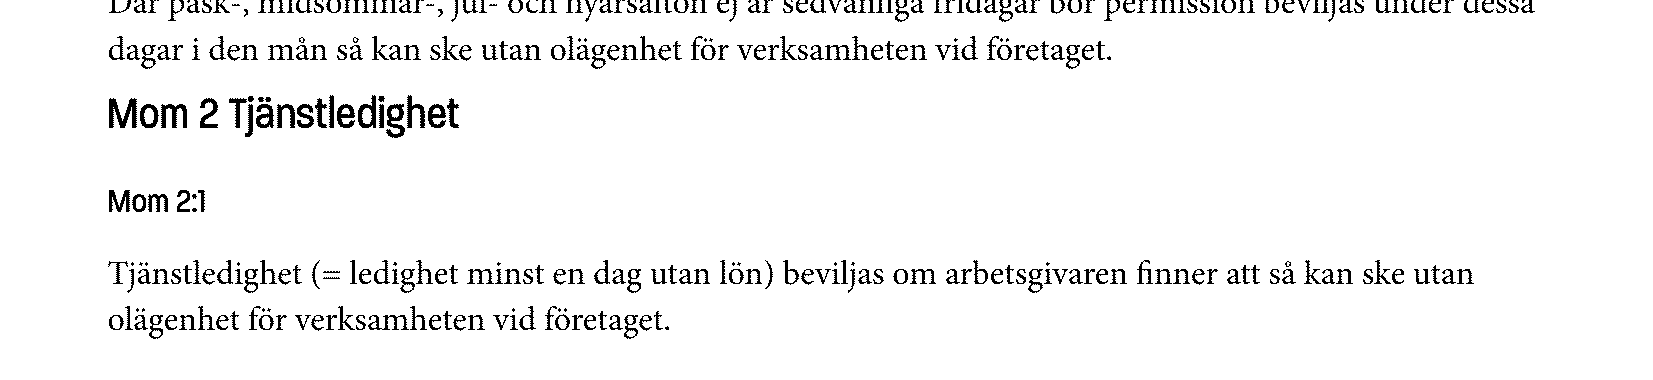 Där påsk-, midsommar-, jul- och nyårsafton ej är sedvanliga fridagar bör permission beviljas under dessa
dagar i den mån så kan ske utan olägenhet för verksamheten vid företaget.
Mom 2 Tjänstledighet
Mom 2:1
Tjänstledighet (= ledighet minst en dag utan lön) beviljas om arbetsgivaren finner att så kan ske utan
olägenhet för verksamheten vid företaget.